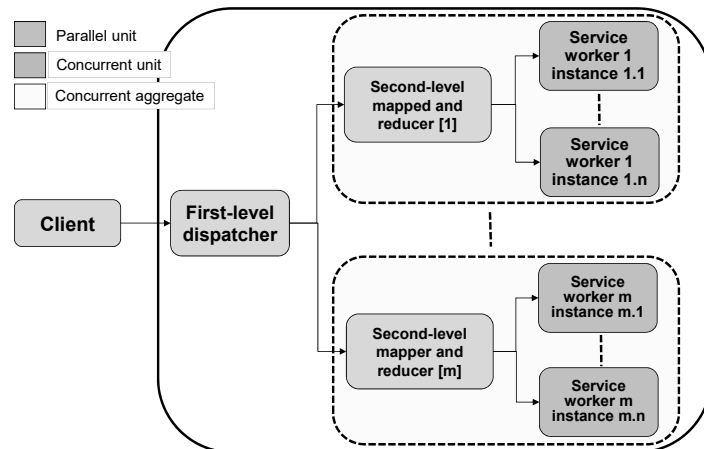 Parallel unit
Concurrent unit
Concurrent aggregate
Client
First-level
dispatcher
Second-level
mapped and
reducer [1]
Service
worker 1
instance 1.1
Service
worker 1
instance 1.n
Second-level
mapper and
reducer [m]
Service
worker m
instance m.1
Service
worker m
instance m.n